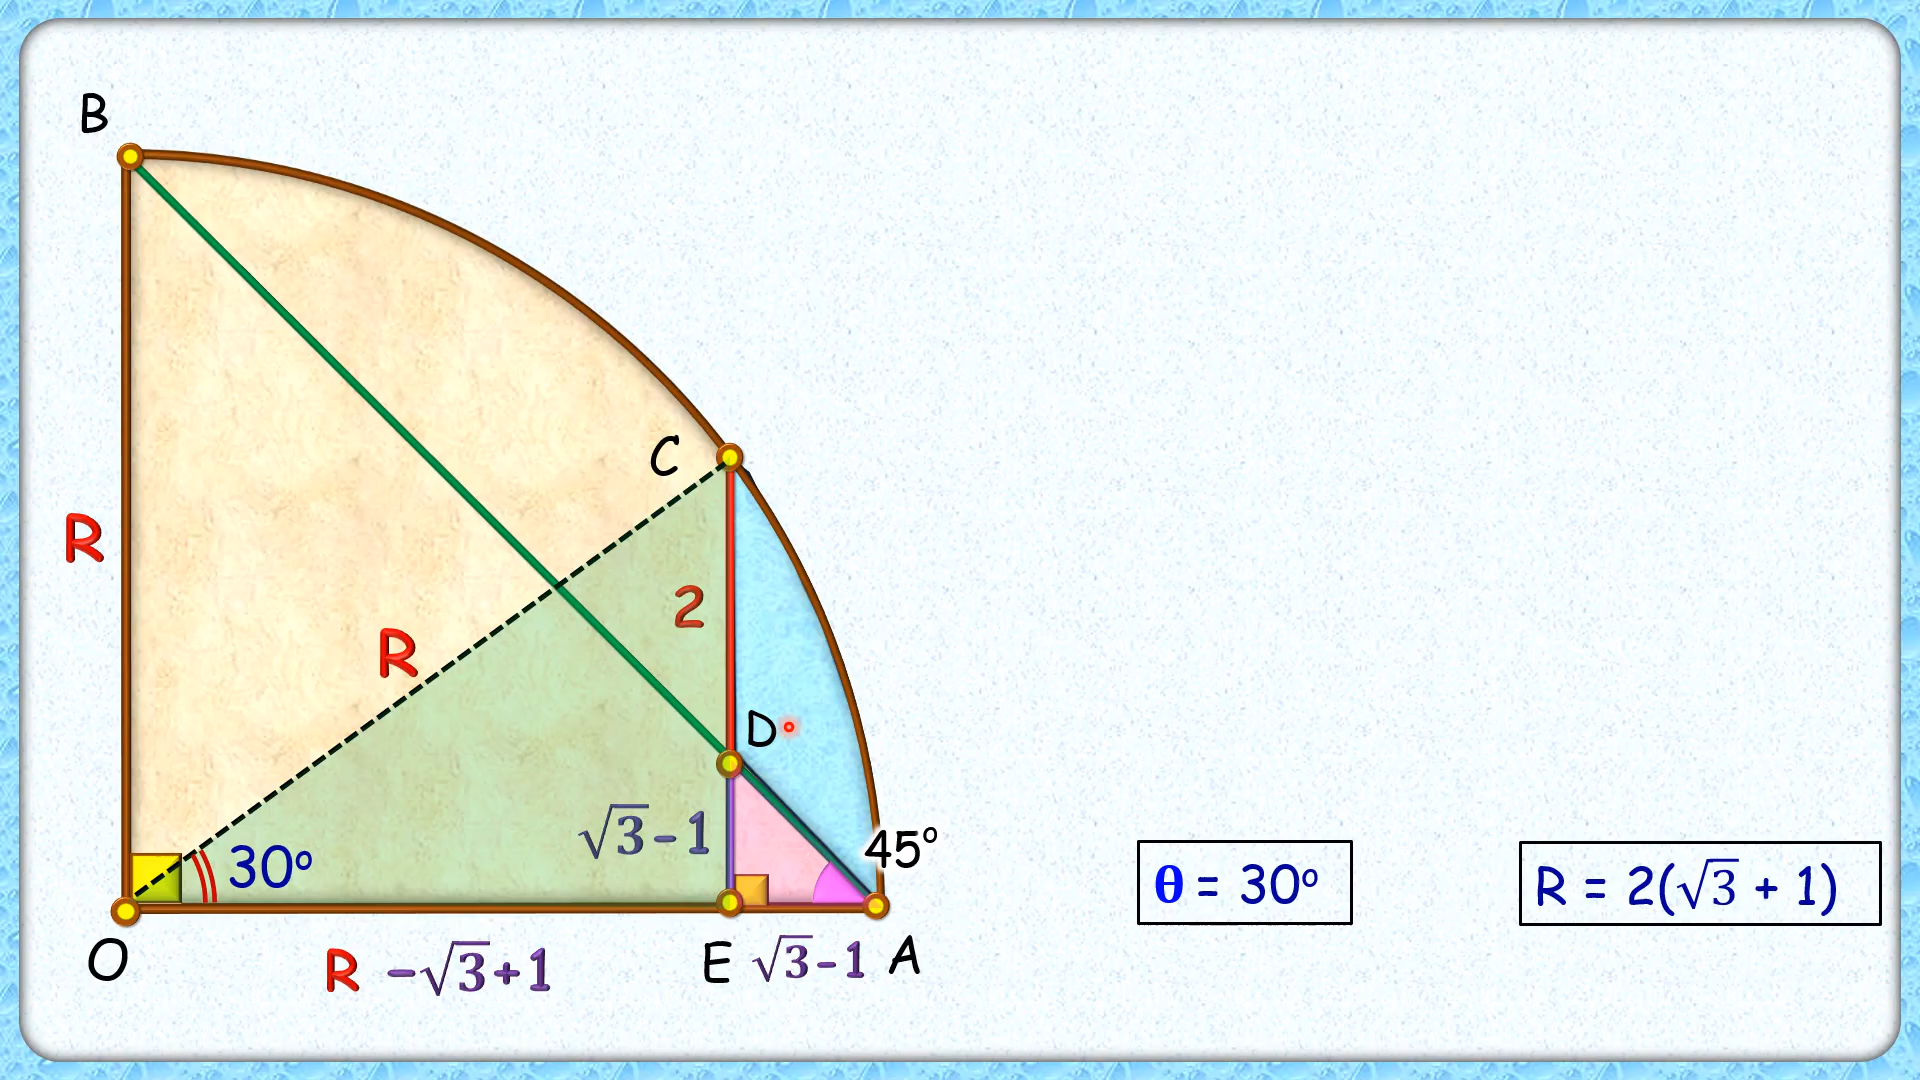 B
C
R
2
R
D
√3-1
45°
30°
θ = 30°
R = 2(√3 + 1)
O
R -√3+1
E
√3-1
A